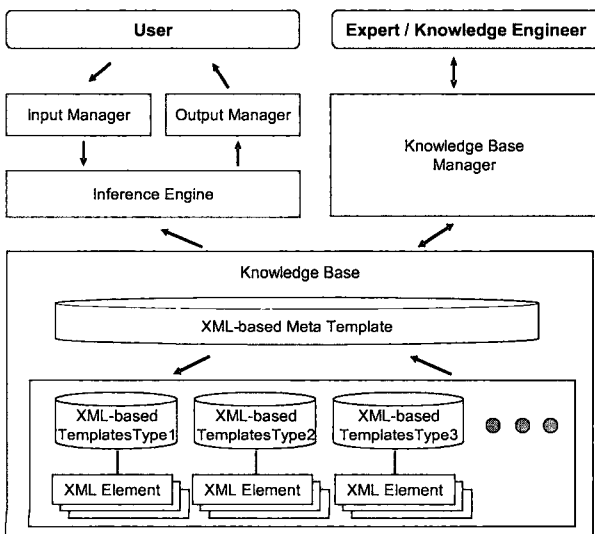 User
Expert / Knowledge Engineer
Input Manager
Output Manager
Knowledge Base
Manager
Inference Engine
Knowledge Base
XML-based Meta Template
XML-based
TemplatesType1
XML-based
TemplatesType2
XML-based
TemplatesType3
XML Element
XML Element
XML Element